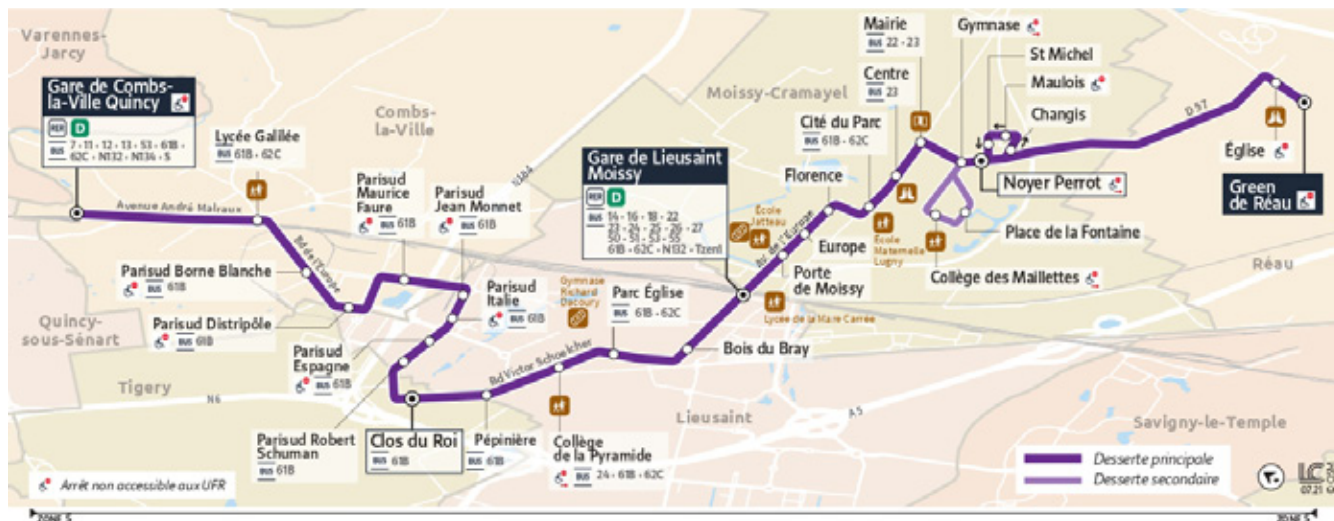 Varennes-
Jarcy
Gare de Combs-
la-Ville Quincy
RER D
BUS 7 • 11 • 12 • 13 • 53 • 61B •
62C • N132 • N134 • S
Combs-
la-Ville
Lycée Galilée
BUS 61B • 62C
Avenue André Malraux
Bd de l'Europe
N184
Parisud
Maurice
Faure
BUS 61B
Parisud
Jean Monnet
BUS 61B
Parisud Borne Blanche
BUS 61B
Parisud Distripôle
BUS 61B
Quincy-
sous-Sénart
Tigery
N6
Parisud
Italie
BUS 61B
Parisud
Espagne
BUS 61B
Parisud Robert
Schuman
BUS 61B
Clos du Roi
BUS 61B
Pépinière
BUS 61B
Gymnase
Richard
Dacoury
Bd Victor Schoelcher
Collège
de la Pyramide
BUS 24 • 61B • 62C
Parc Église
BUS 61B • 62C
Bois du Bray
Lieusaint
A5
Gare de Lieusaint
Moissy
RER D
BUS 14 • 16 • 18 • 22
23 • 24 • 25 • 26 • 27
50 • 51 • 53 • 55
61B • 62C • N132 • Tzen1
École
Jatteau
Lycée de la Mare Carrée
Av. de l'Europe
Porte
de Moissy
Europe
Florence
Cité du Parc
BUS 61B • 62C
École
Maternelle
Lugny
Moissy-Cramayel
Centre
BUS 23
Mairie
BUS 22 • 23
Gymnase
St Michel
Maulois
Changis
Noyer Perrot
Place de la Fontaine
Collège des Maillettes
D 57
Église
Green
de Réau
Réau
Savigny-le-Temple
Desserte principale
Desserte secondaire
Arrêt non accessible aux UFR
07.21
ZONE 5
ZONE 5